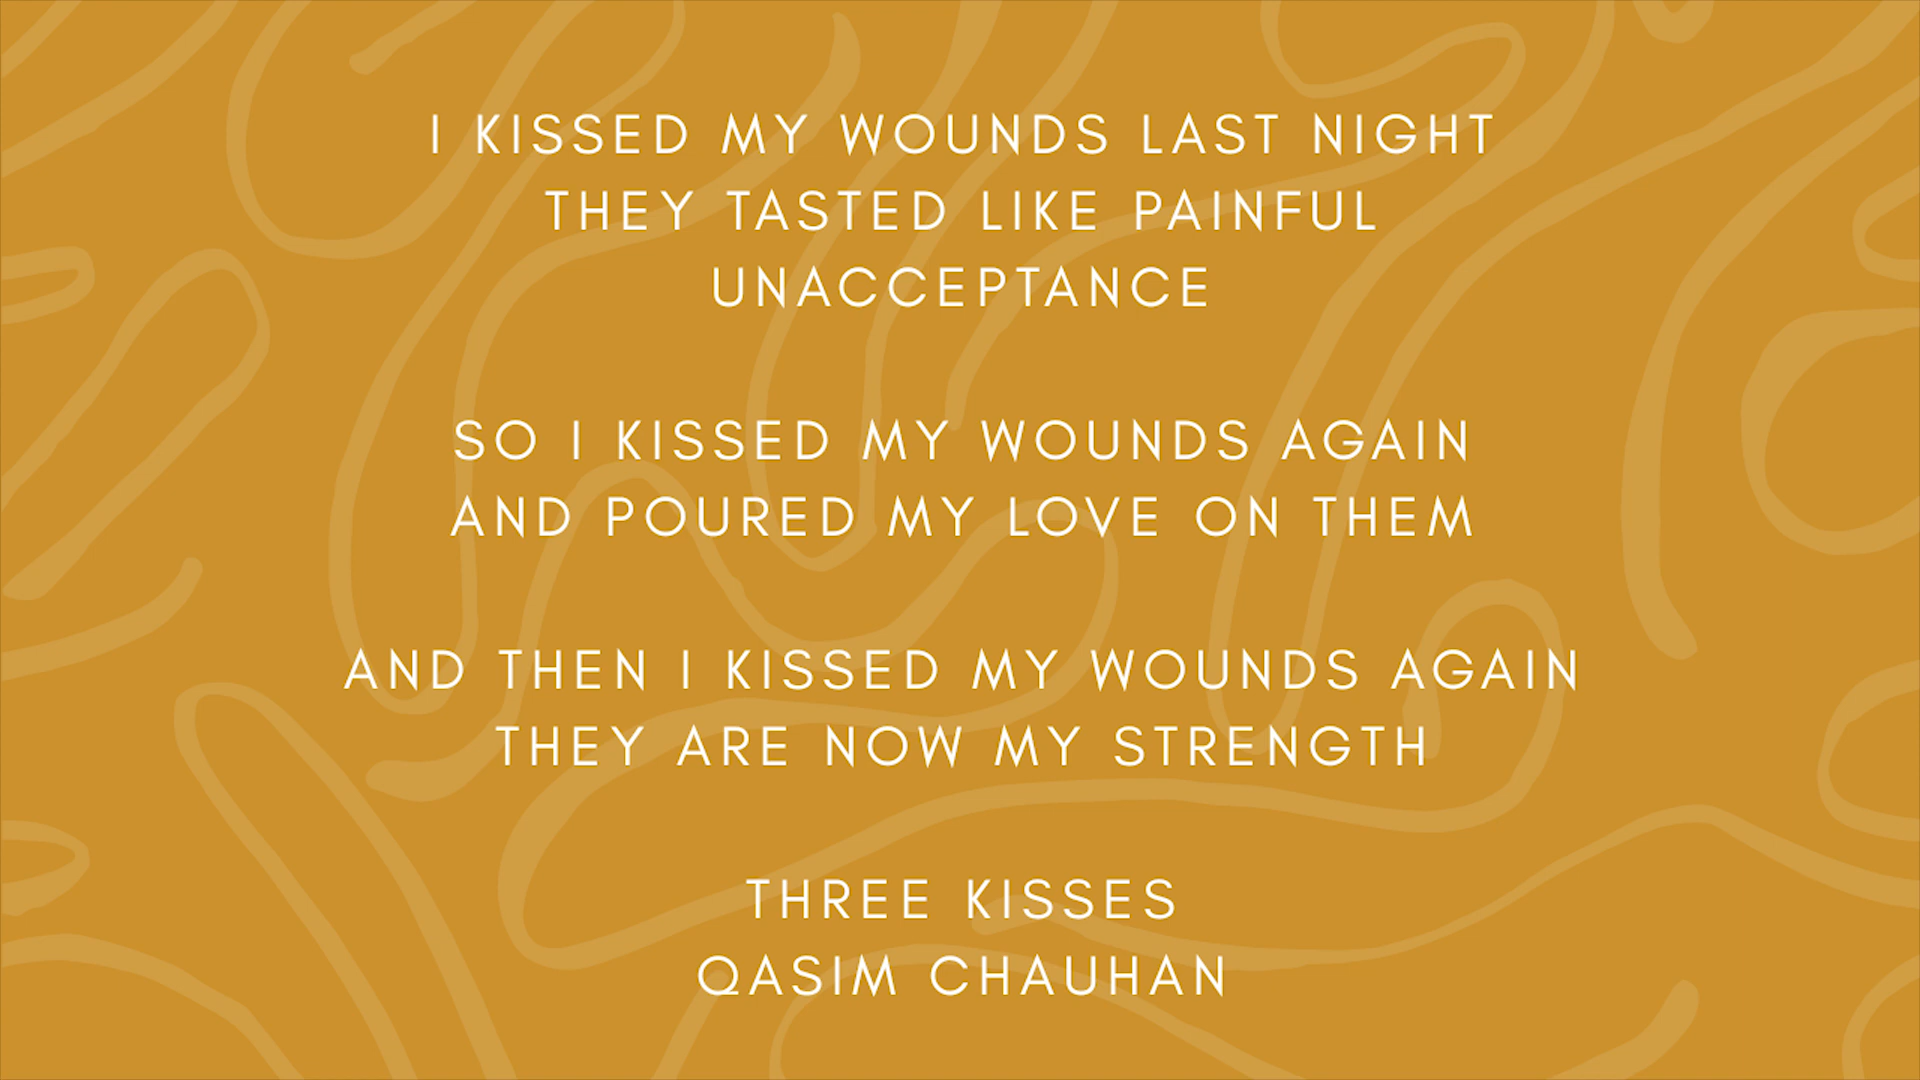 I KISSED MY WOUNDS LAST NIGHT
THEY TASTED LIKE PAINFUL
UNACCEPTANCE
SO I KISSED MY WOUNDS AGAIN
AND POURED MY LOVE ON THEM
AND THEN I KISSED MY WOUNDS AGAIN
THEY ARE NOW MY STRENGTH
THREE KISSES
QASIM CHAUHAN